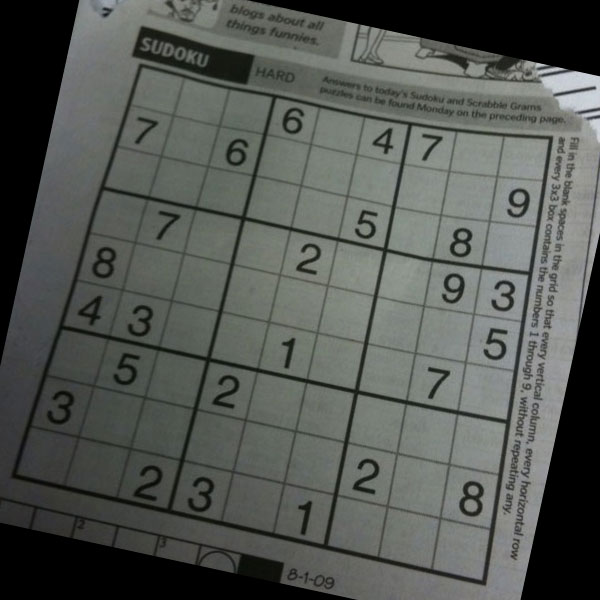 blogs about all
things funnies.
SUDOKU HARD
Answers to today's Sudoku and Scrabble Grams
puzzles can be found Monday on the preceding page.
6 4 7
7 6 9
5 8
7 2 9 3
8 5
4 3 1 7
5 2
3 2 8
2 3 1
Fill in the blank spaces in the grid so that every vertical column, every horizontal row
and every 3x3 box contains the numbers 1 through 9, without repeating any.
2 3
8-1-09